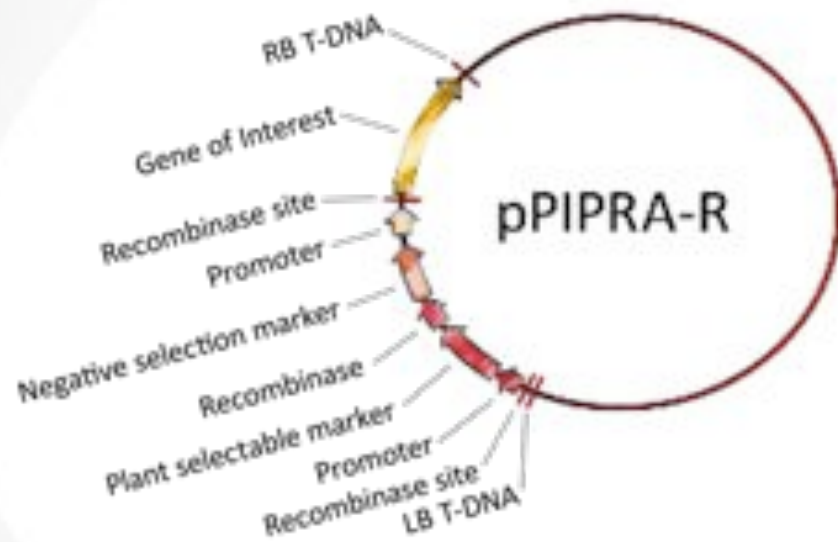 RB T-DNA
Gene of Interest
Recombinase site
Promoter
Negative selection marker
Recombinase
Plant selectable marker
Promoter
Recombinase site
LB T-DNA
pPIPRA-R